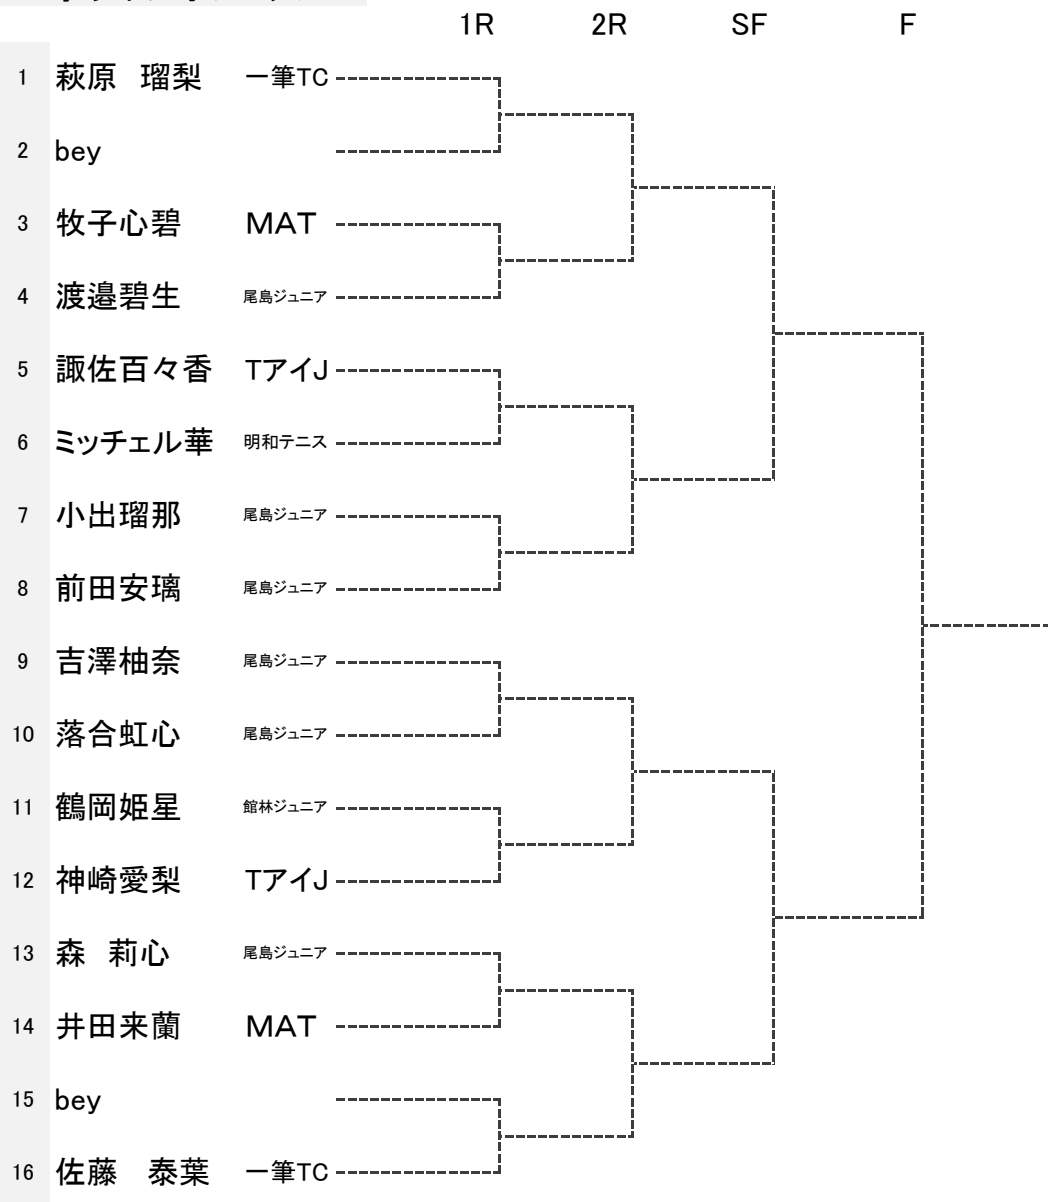 1R 2R SF F
1 萩原 瑠梨 一筆TC
2 bey
3 牧子心碧 MAT
4 渡邉碧生 尾島ジュニア
5 諏佐百々香 TアイJ
6 ミッチェル華 明和テニス
7 小出瑠那 尾島ジュニア
8 前田安璃 尾島ジュニア
9 吉澤柚奈 尾島ジュニア
10 落合虹心 尾島ジュニア
11 鶴岡姫星 館林ジュニア
12 神崎愛梨 TアイJ
13 森 莉心 尾島ジュニア
14 井田来蘭 MAT
15 bey
16 佐藤 泰葉 一筆TC